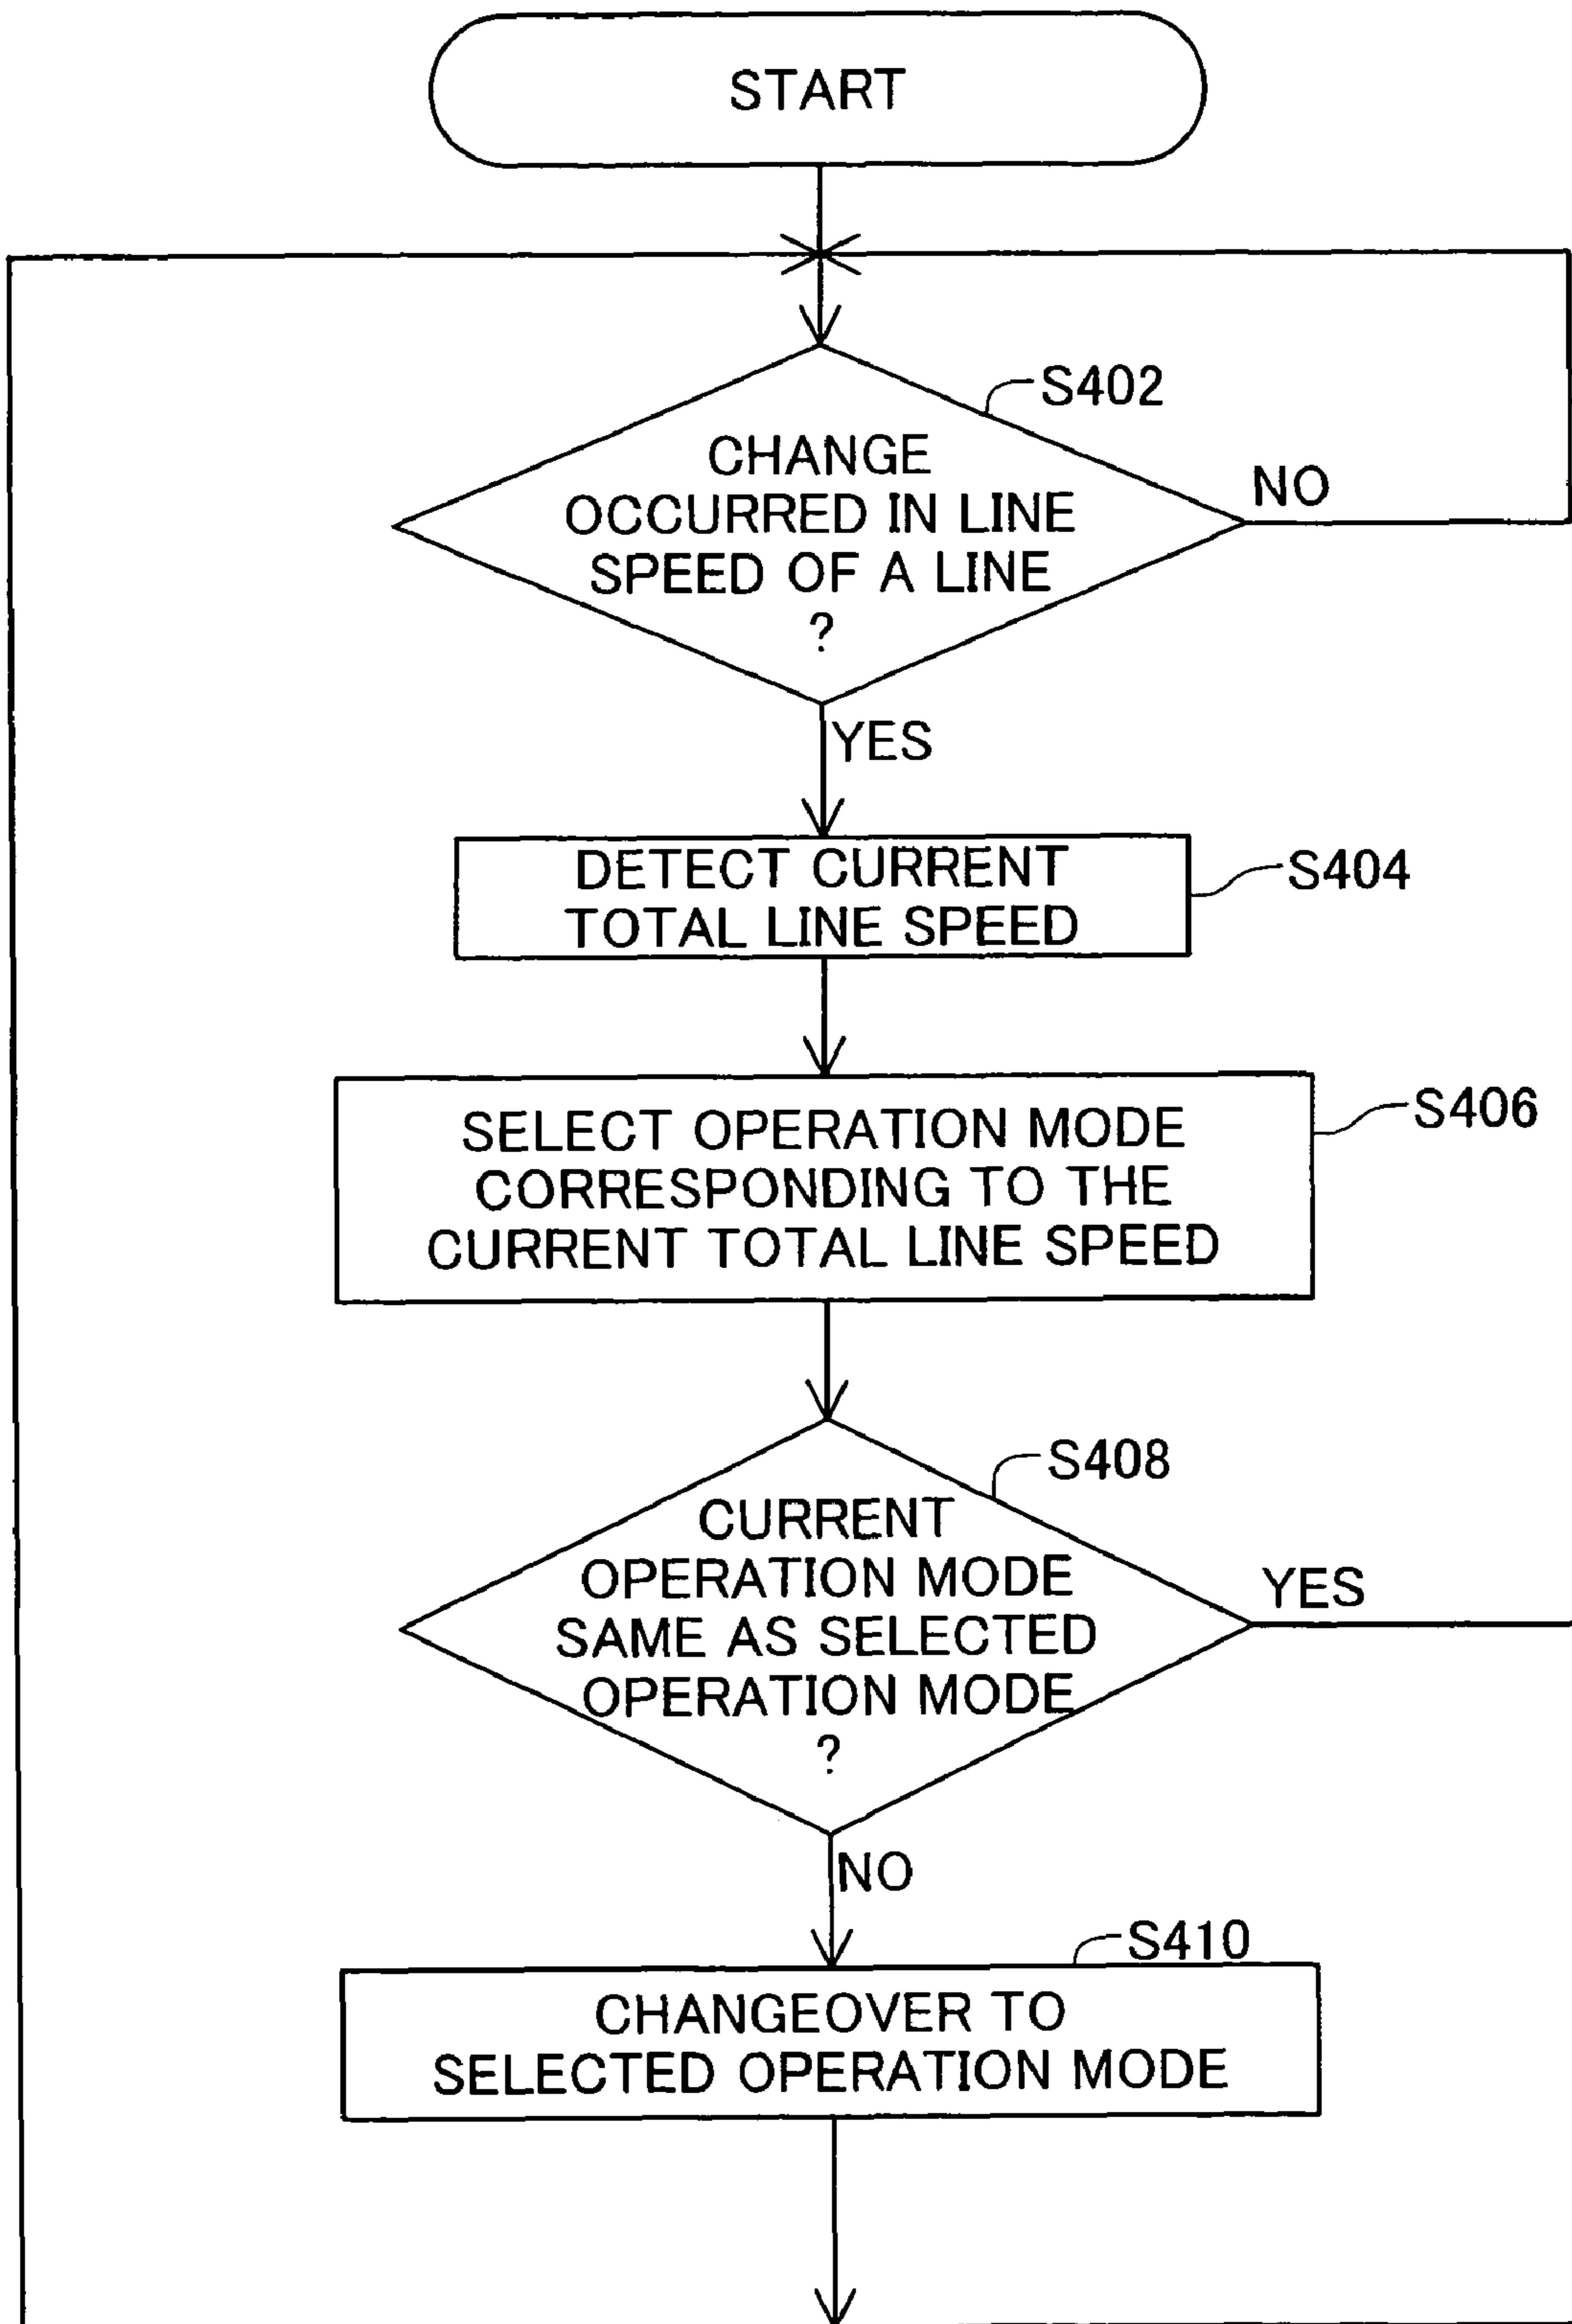 START
S402
CHANGE
OCCURRED IN LINE
SPEED OF A LINE
?
NO
YES
DETECT CURRENT
TOTAL LINE SPEED
S404
SELECT OPERATION MODE
CORRESPONDING TO THE
CURRENT TOTAL LINE SPEED
S406
S408
CURRENT
OPERATION MODE
SAME AS SELECTED
OPERATION MODE
?
YES
NO
S410
CHANGEOVER TO
SELECTED OPERATION MODE